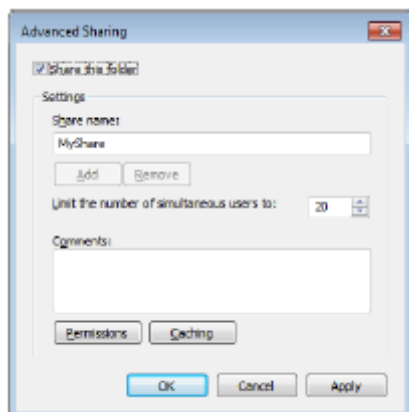 Advanced Sharing
Share this folder
Settings
Share name:
MyShare
Add Remove
Limit the number of simultaneous users to: 20
Comments:
Permissions Caching
OK Cancel Apply